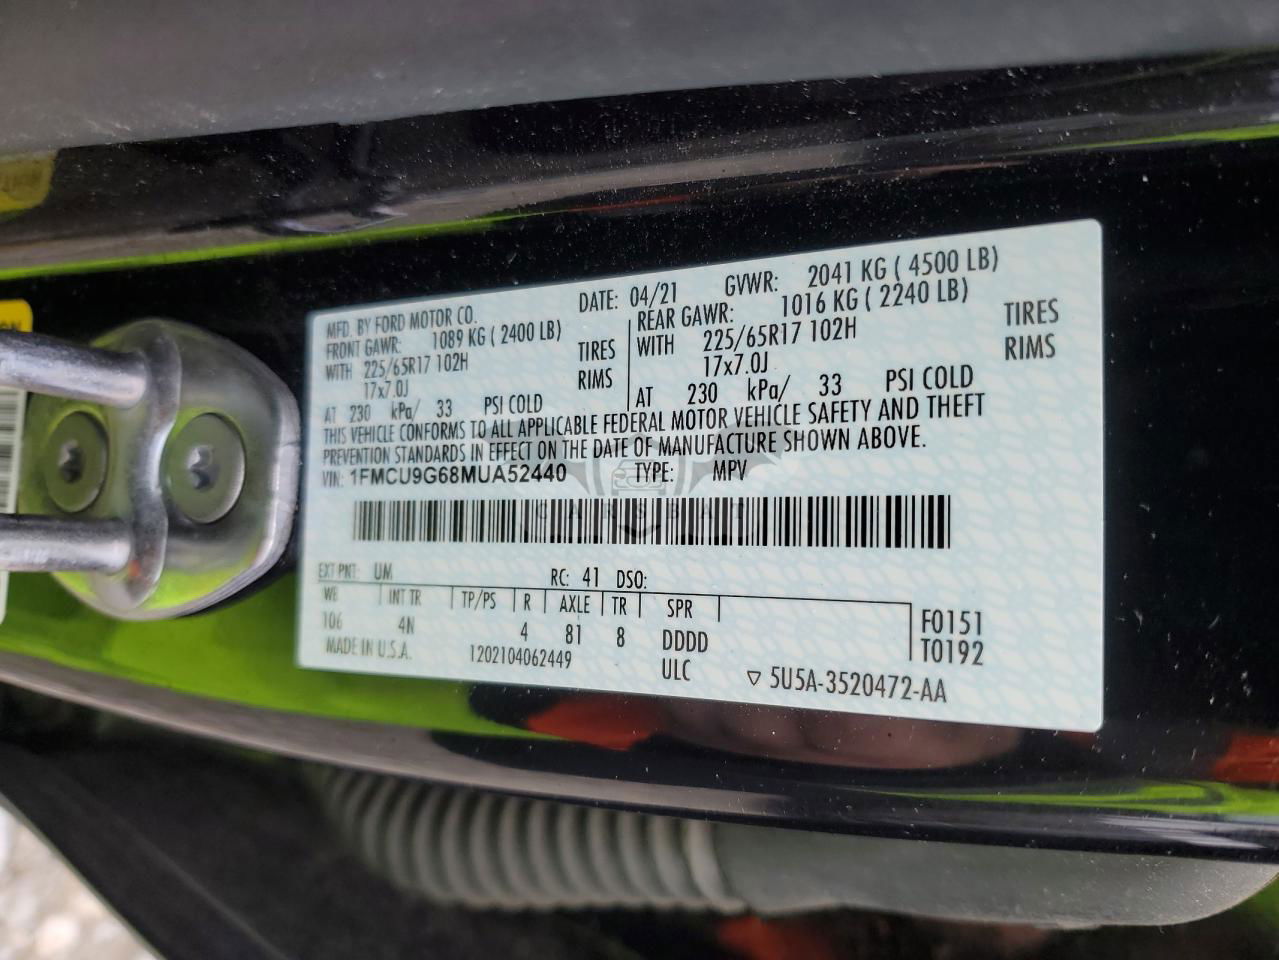 MFD. BY FORD MOTOR CO. DATE: 04/21 GVWR: 2041 KG ( 4500 LB)
FRONT GAWR: 1089 KG ( 2400 LB) REAR GAWR: 1016 KG ( 2240 LB)
WITH 225/65R17 102H TIRES WITH 225/65R17 102H TIRES
17x7.0J RIMS 17x7.0J RIMS
AT 230 kPa/ 33 PSI COLD AT 230 kPa/ 33 PSI COLD
THIS VEHICLE CONFORMS TO ALL APPLICABLE FEDERAL MOTOR VEHICLE SAFETY AND THEFT
PREVENTION STANDARDS IN EFFECT ON THE DATE OF MANUFACTURE SHOWN ABOVE.
VIN: 1FMCU9G68MUA52440 TYPE: MPV
CARSBAT
EXT PNT: UM RC: 41 DSO:
WB INT TR TP/PS R AXLE TR SPR
106 4N 4 81 8 DDDD F0151
T0192
MADE IN U.S.A. 1202104062449 ULC ▽ 5U5A-3520472-AA